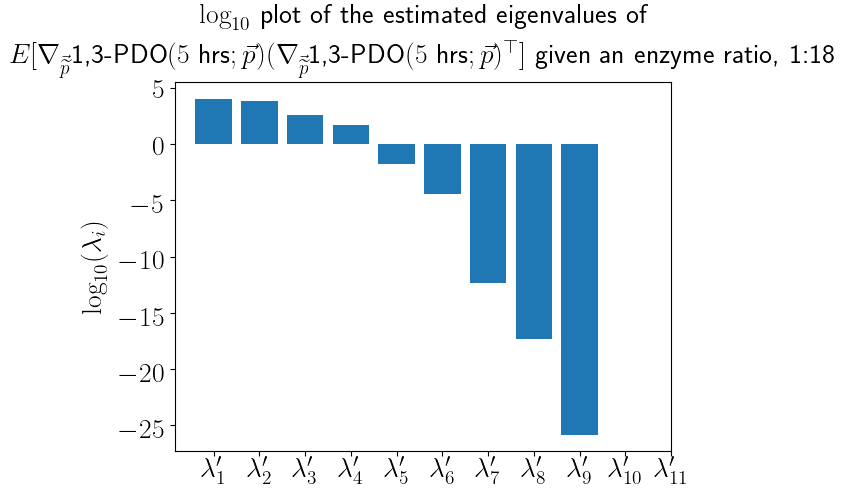 log₁₀ plot of the estimated eigenvalues of
E[∇_p̃⃗ 1,3-PDO(5 hrs; p⃗)(∇_p̃⃗ 1,3-PDO(5 hrs; p⃗)^⊤] given an enzyme ratio, 1:18
5
0
−5
−10
−15
−20
−25
log₁₀(λᵢ)
λ′₁ λ′₂ λ′₃ λ′₄ λ′₅ λ′₆ λ′₇ λ′₈ λ′₉ λ′₁₀ λ′₁₁